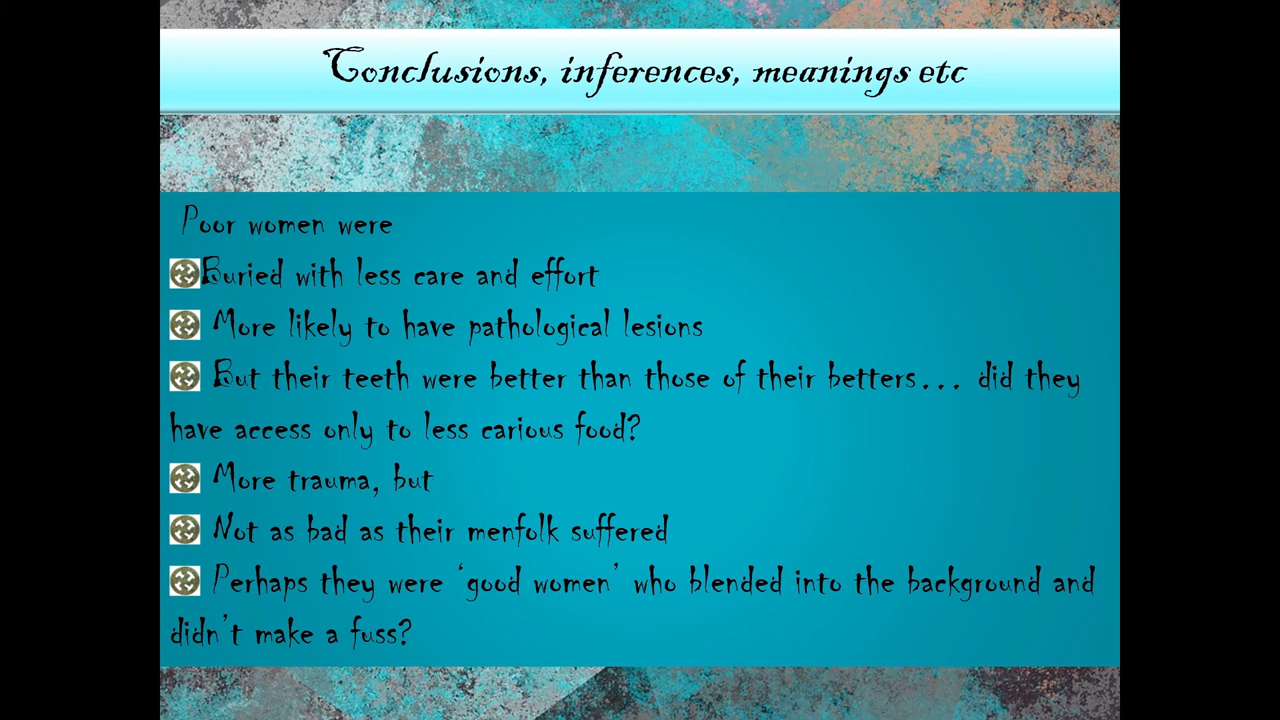 Conclusions, inferences, meanings etc
Poor women were
Buried with less care and effort
More likely to have pathological lesions
But their teeth were better than those of their betters… did they
have access only to less carious food?
More trauma, but
Not as bad as their menfolk suffered
Perhaps they were ‘good women’ who blended into the background and
didn’t make a fuss?